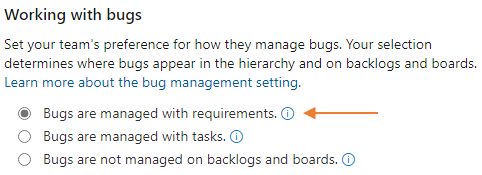 Working with bugs
Set your team's preference for how they manage bugs. Your selection
determines where bugs appear in the hierarchy and on backlogs and boards.
Learn more about the bug management setting.
Bugs are managed with requirements.
Bugs are managed with tasks.
Bugs are not managed on backlogs and boards.